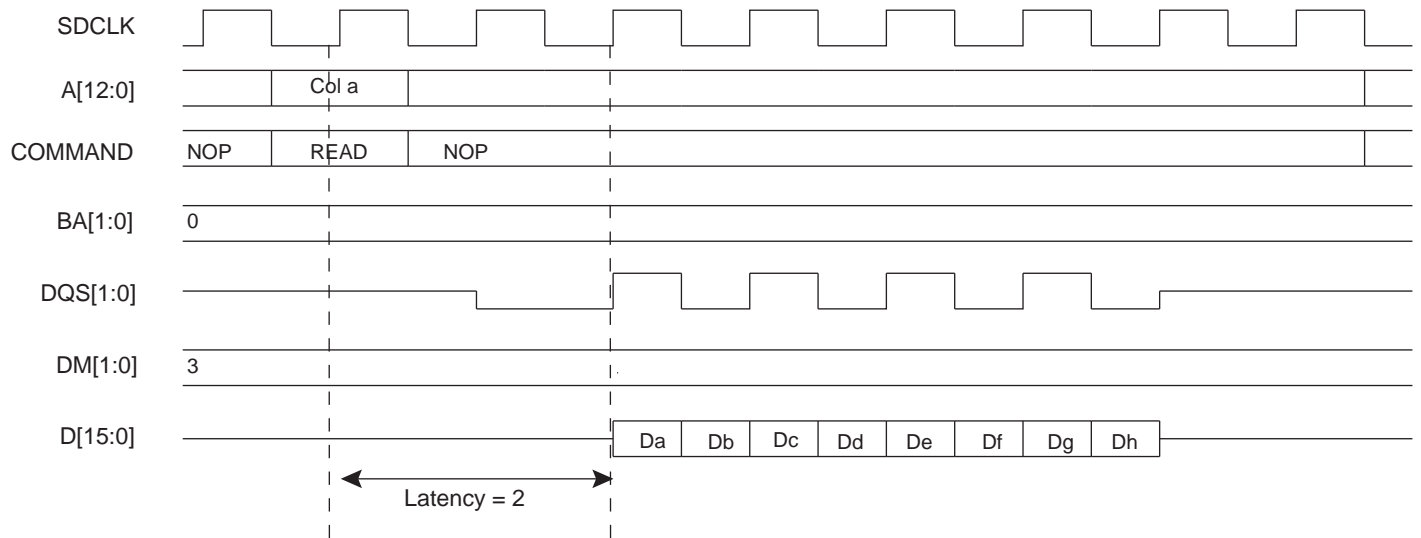 SDCLK
A[12:0] Col a
COMMAND NOP READ NOP
BA[1:0] 0
DQS[1:0]
DM[1:0] 3
D[15:0] Da Db Dc Dd De Df Dg Dh
Latency = 2